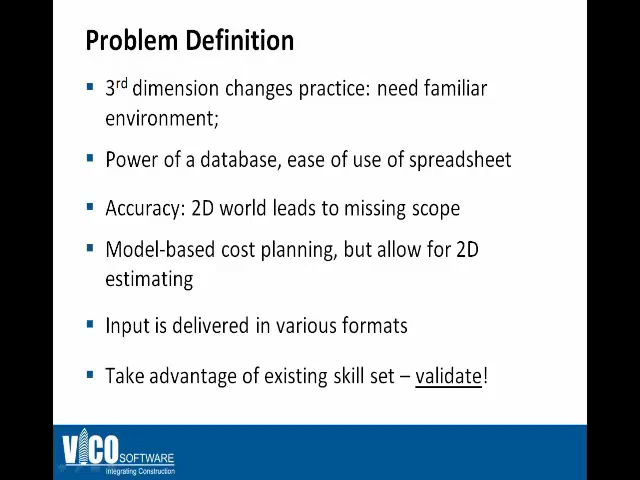 Problem Definition
3rd dimension changes practice: need familiar
environment;
Power of a database, ease of use of spreadsheet
Accuracy: 2D world leads to missing scope
Model-based cost planning, but allow for 2D
estimating
Input is delivered in various formats
Take advantage of existing skill set – validate!
VICO SOFTWARE
Integrating Construction